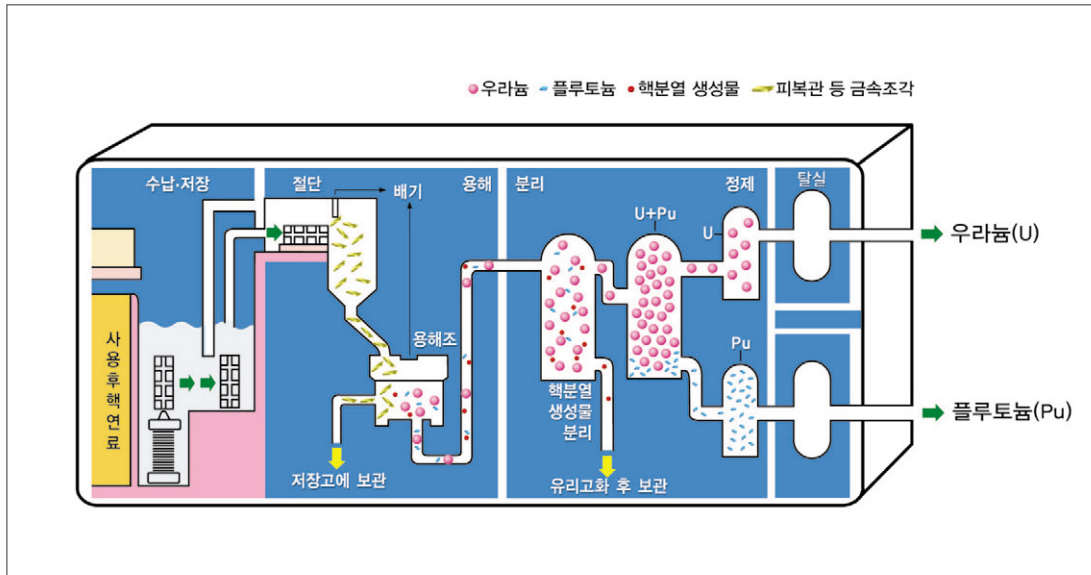 우라늄 플루토늄 핵분열 생성물 피복관 등 금속조각
수납·저장 절단 용해 분리 정제 탈실
배기
U+Pu
U
우라늄(U)
용해조
사용후핵연료
Pu
핵분열
생성물
분리
플루토늄(Pu)
저장고에 보관
유리고화 후 보관